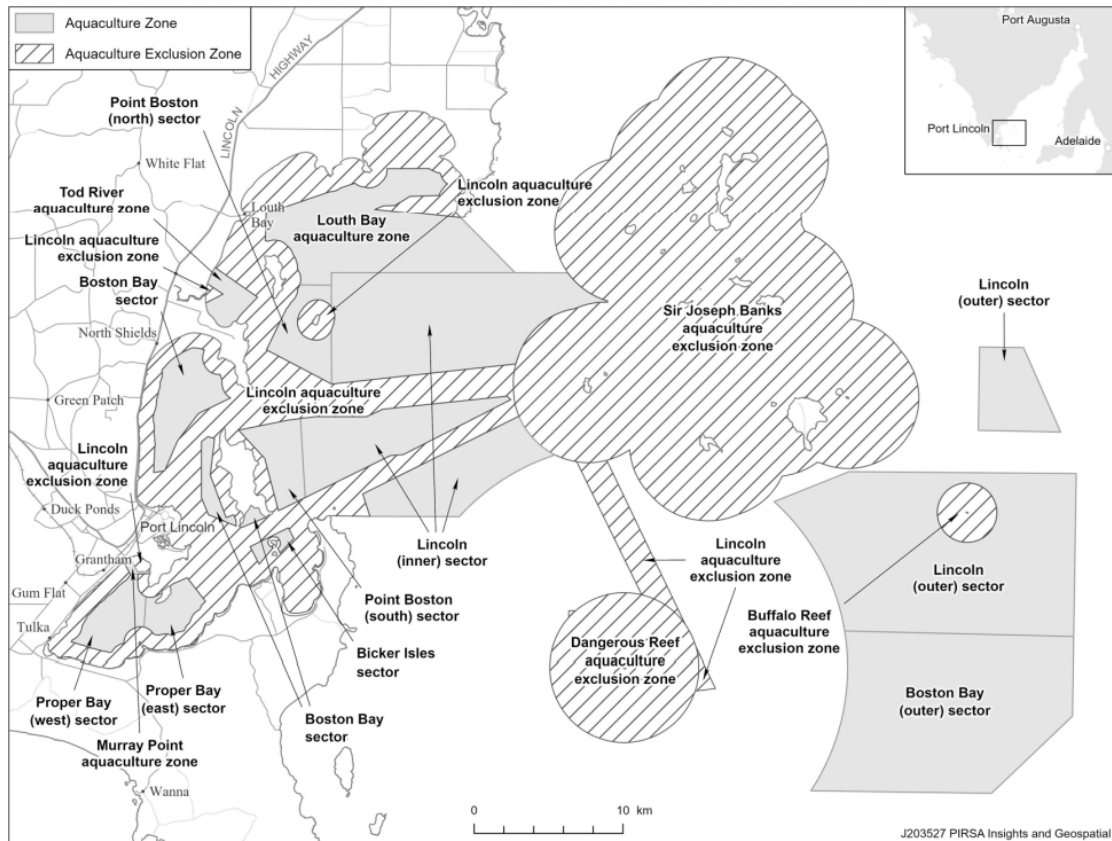 Aquaculture Zone
Aquaculture Exclusion Zone
Port Augusta
Port Lincoln
Adelaide
HIGHWAY
LINCOLN
Point Boston
(north) sector
White Flat
Tod River
aquaculture zone
Louth
Bay
Lincoln aquaculture
exclusion zone
Louth Bay
aquaculture zone
Lincoln aquaculture
exclusion zone
Boston Bay
sector
North Shields
Sir Joseph Banks
aquaculture
exclusion zone
Lincoln
(outer) sector
Green Patch
Lincoln aquaculture
exclusion zone
Lincoln
aquaculture
exclusion zone
Duck Ponds
Port Lincoln
Grantham
Gum Flat
Tulka
Lincoln
(inner) sector
Lincoln
aquaculture
exclusion zone
Point Boston
(south) sector
Bicker Isles
sector
Dangerous Reef
aquaculture
exclusion zone
Buffalo Reef
aquaculture
exclusion zone
Lincoln
(outer) sector
Boston Bay
(outer) sector
Proper Bay
(west) sector
Proper Bay
(east) sector
Boston Bay
sector
Murray Point
aquaculture zone
Wanna
0 10 km
J203527 PIRSA Insights and Geospatial